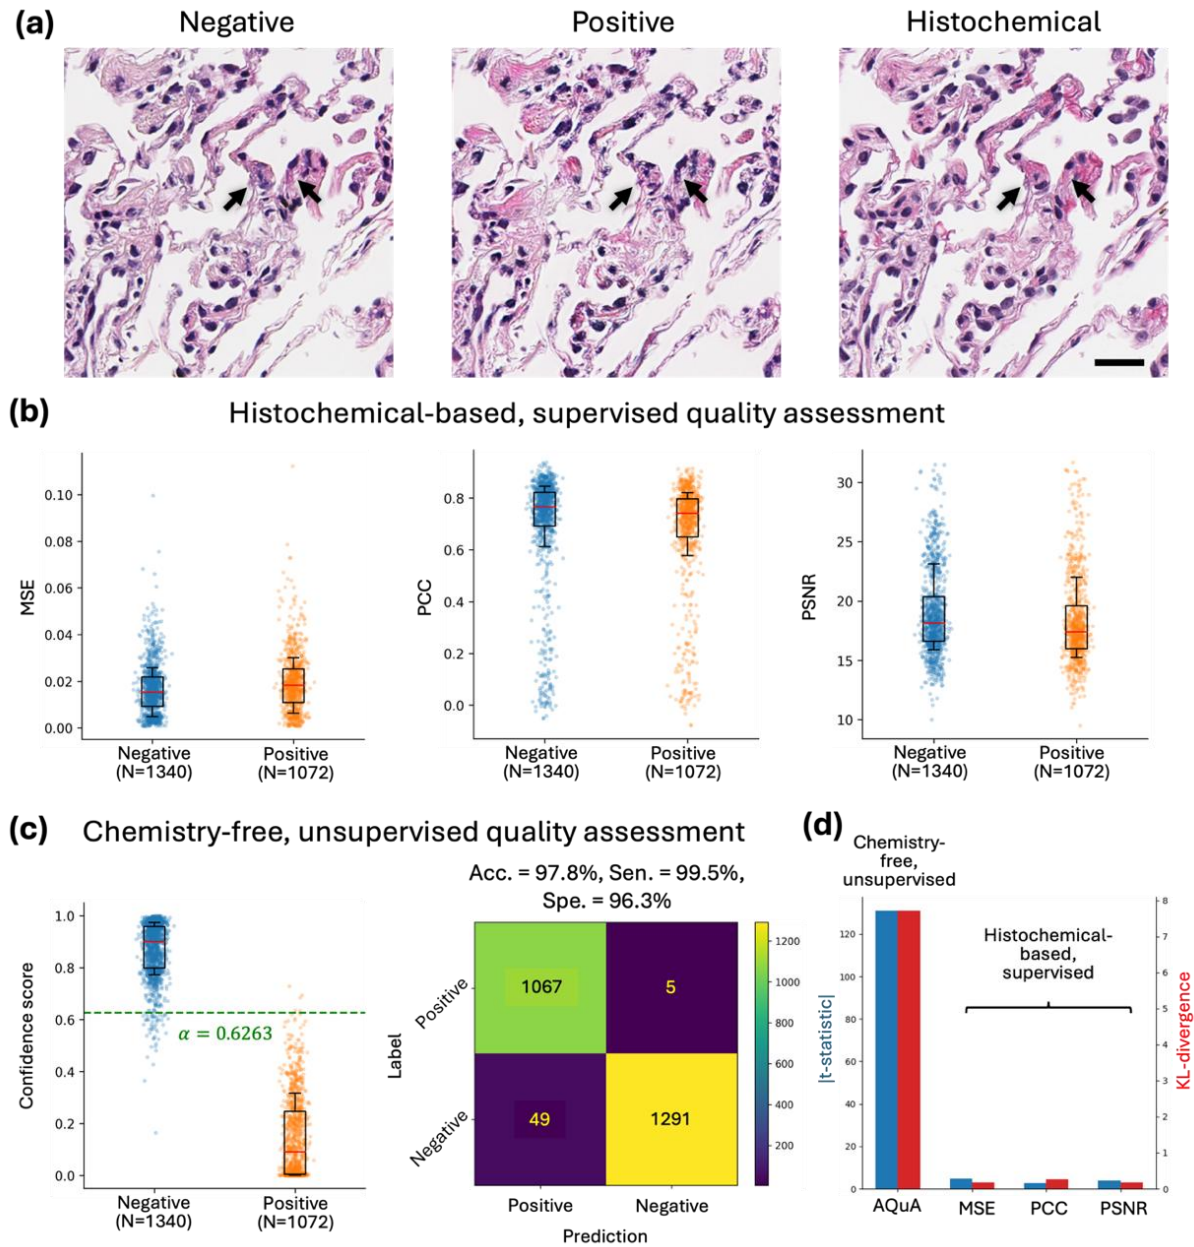 (a)
Negative
Positive
Histochemical
(b)
Histochemical-based, supervised quality assessment
MSE
0.10
0.08
0.06
0.04
0.02
0.00
Negative
(N=1340)
Positive
(N=1072)
PCC
0.8
0.6
0.4
0.2
0.0
Negative
(N=1340)
Positive
(N=1072)
PSNR
30
25
20
15
10
Negative
(N=1340)
Positive
(N=1072)
(c)
Chemistry-free, unsupervised quality assessment
Confidence score
1.0
0.8
0.6
0.4
0.2
0.0
α = 0.6263
Negative
(N=1340)
Positive
(N=1072)
Acc. = 97.8%, Sen. = 99.5%,
Spe. = 96.3%
Label
Positive
Negative
1067
5
49
1291
Positive
Negative
Prediction
1200
1000
800
600
400
200
(d)
Chemistry-
free,
unsupervised
Histochemical-
based,
supervised
|t-statistic|
120
100
80
60
40
20
0
KL-divergence
8
7
6
5
4
3
2
1
0
AQuA
MSE
PCC
PSNR